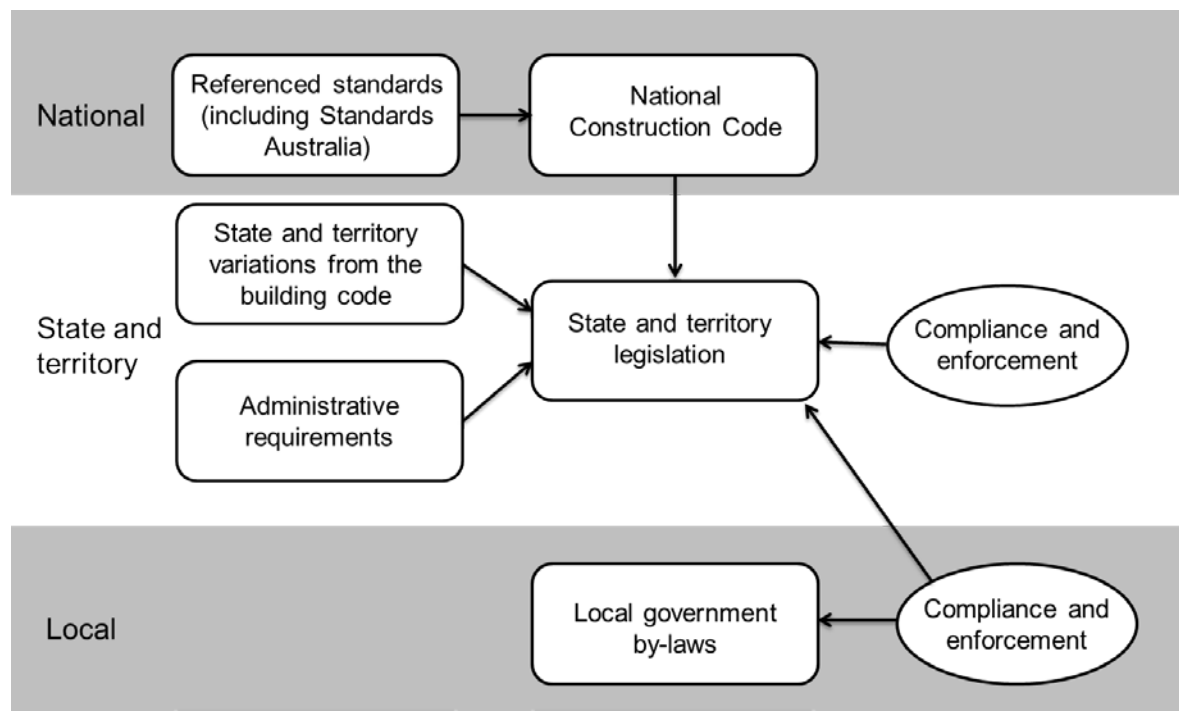 National
Referenced standards
(including Standards
Australia)
National
Construction Code
State and
territory
State and territory
variations from the
building code
Administrative
requirements
State and territory
legislation
Compliance and
enforcement
Local
Local government
by-laws
Compliance and
enforcement